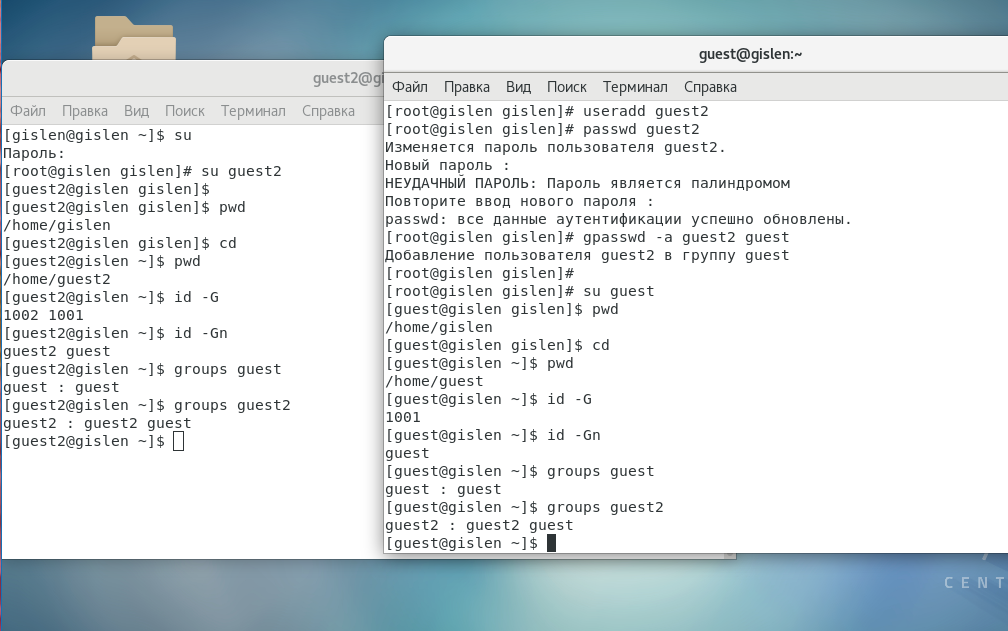 guest2@gi
Файл Правка Вид Поиск Терминал Справка
[gislen@gislen ~]$ su
Пароль:
[root@gislen gislen]# su guest2
[guest2@gislen gislen]$
[guest2@gislen gislen]$ pwd
/home/gislen
[guest2@gislen gislen]$ cd
[guest2@gislen ~]$ pwd
/home/guest2
[guest2@gislen ~]$ id -G
1002 1001
[guest2@gislen ~]$ id -Gn
guest2 guest
[guest2@gislen ~]$ groups guest
guest : guest
[guest2@gislen ~]$ groups guest2
guest2 : guest2 guest
[guest2@gislen ~]$
guest@gislen:~
Файл Правка Вид Поиск Терминал Справка
[root@gislen gislen]# useradd guest2
[root@gislen gislen]# passwd guest2
Изменяется пароль пользователя guest2.
Новый пароль :
НЕУДАЧНЫЙ ПАРОЛЬ: Пароль является палиндромом
Повторите ввод нового пароля :
passwd: все данные аутентификации успешно обновлены.
[root@gislen gislen]# gpasswd -a guest2 guest
Добавление пользователя guest2 в группу guest
[root@gislen gislen]#
[root@gislen gislen]# su guest
[guest@gislen gislen]$ pwd
/home/gislen
[guest@gislen gislen]$ cd
[guest@gislen ~]$ pwd
/home/guest
[guest@gislen ~]$ id -G
1001
[guest@gislen ~]$ id -Gn
guest
[guest@gislen ~]$ groups guest
guest : guest
[guest@gislen ~]$ groups guest2
guest2 : guest2 guest
[guest@gislen ~]$
CENT